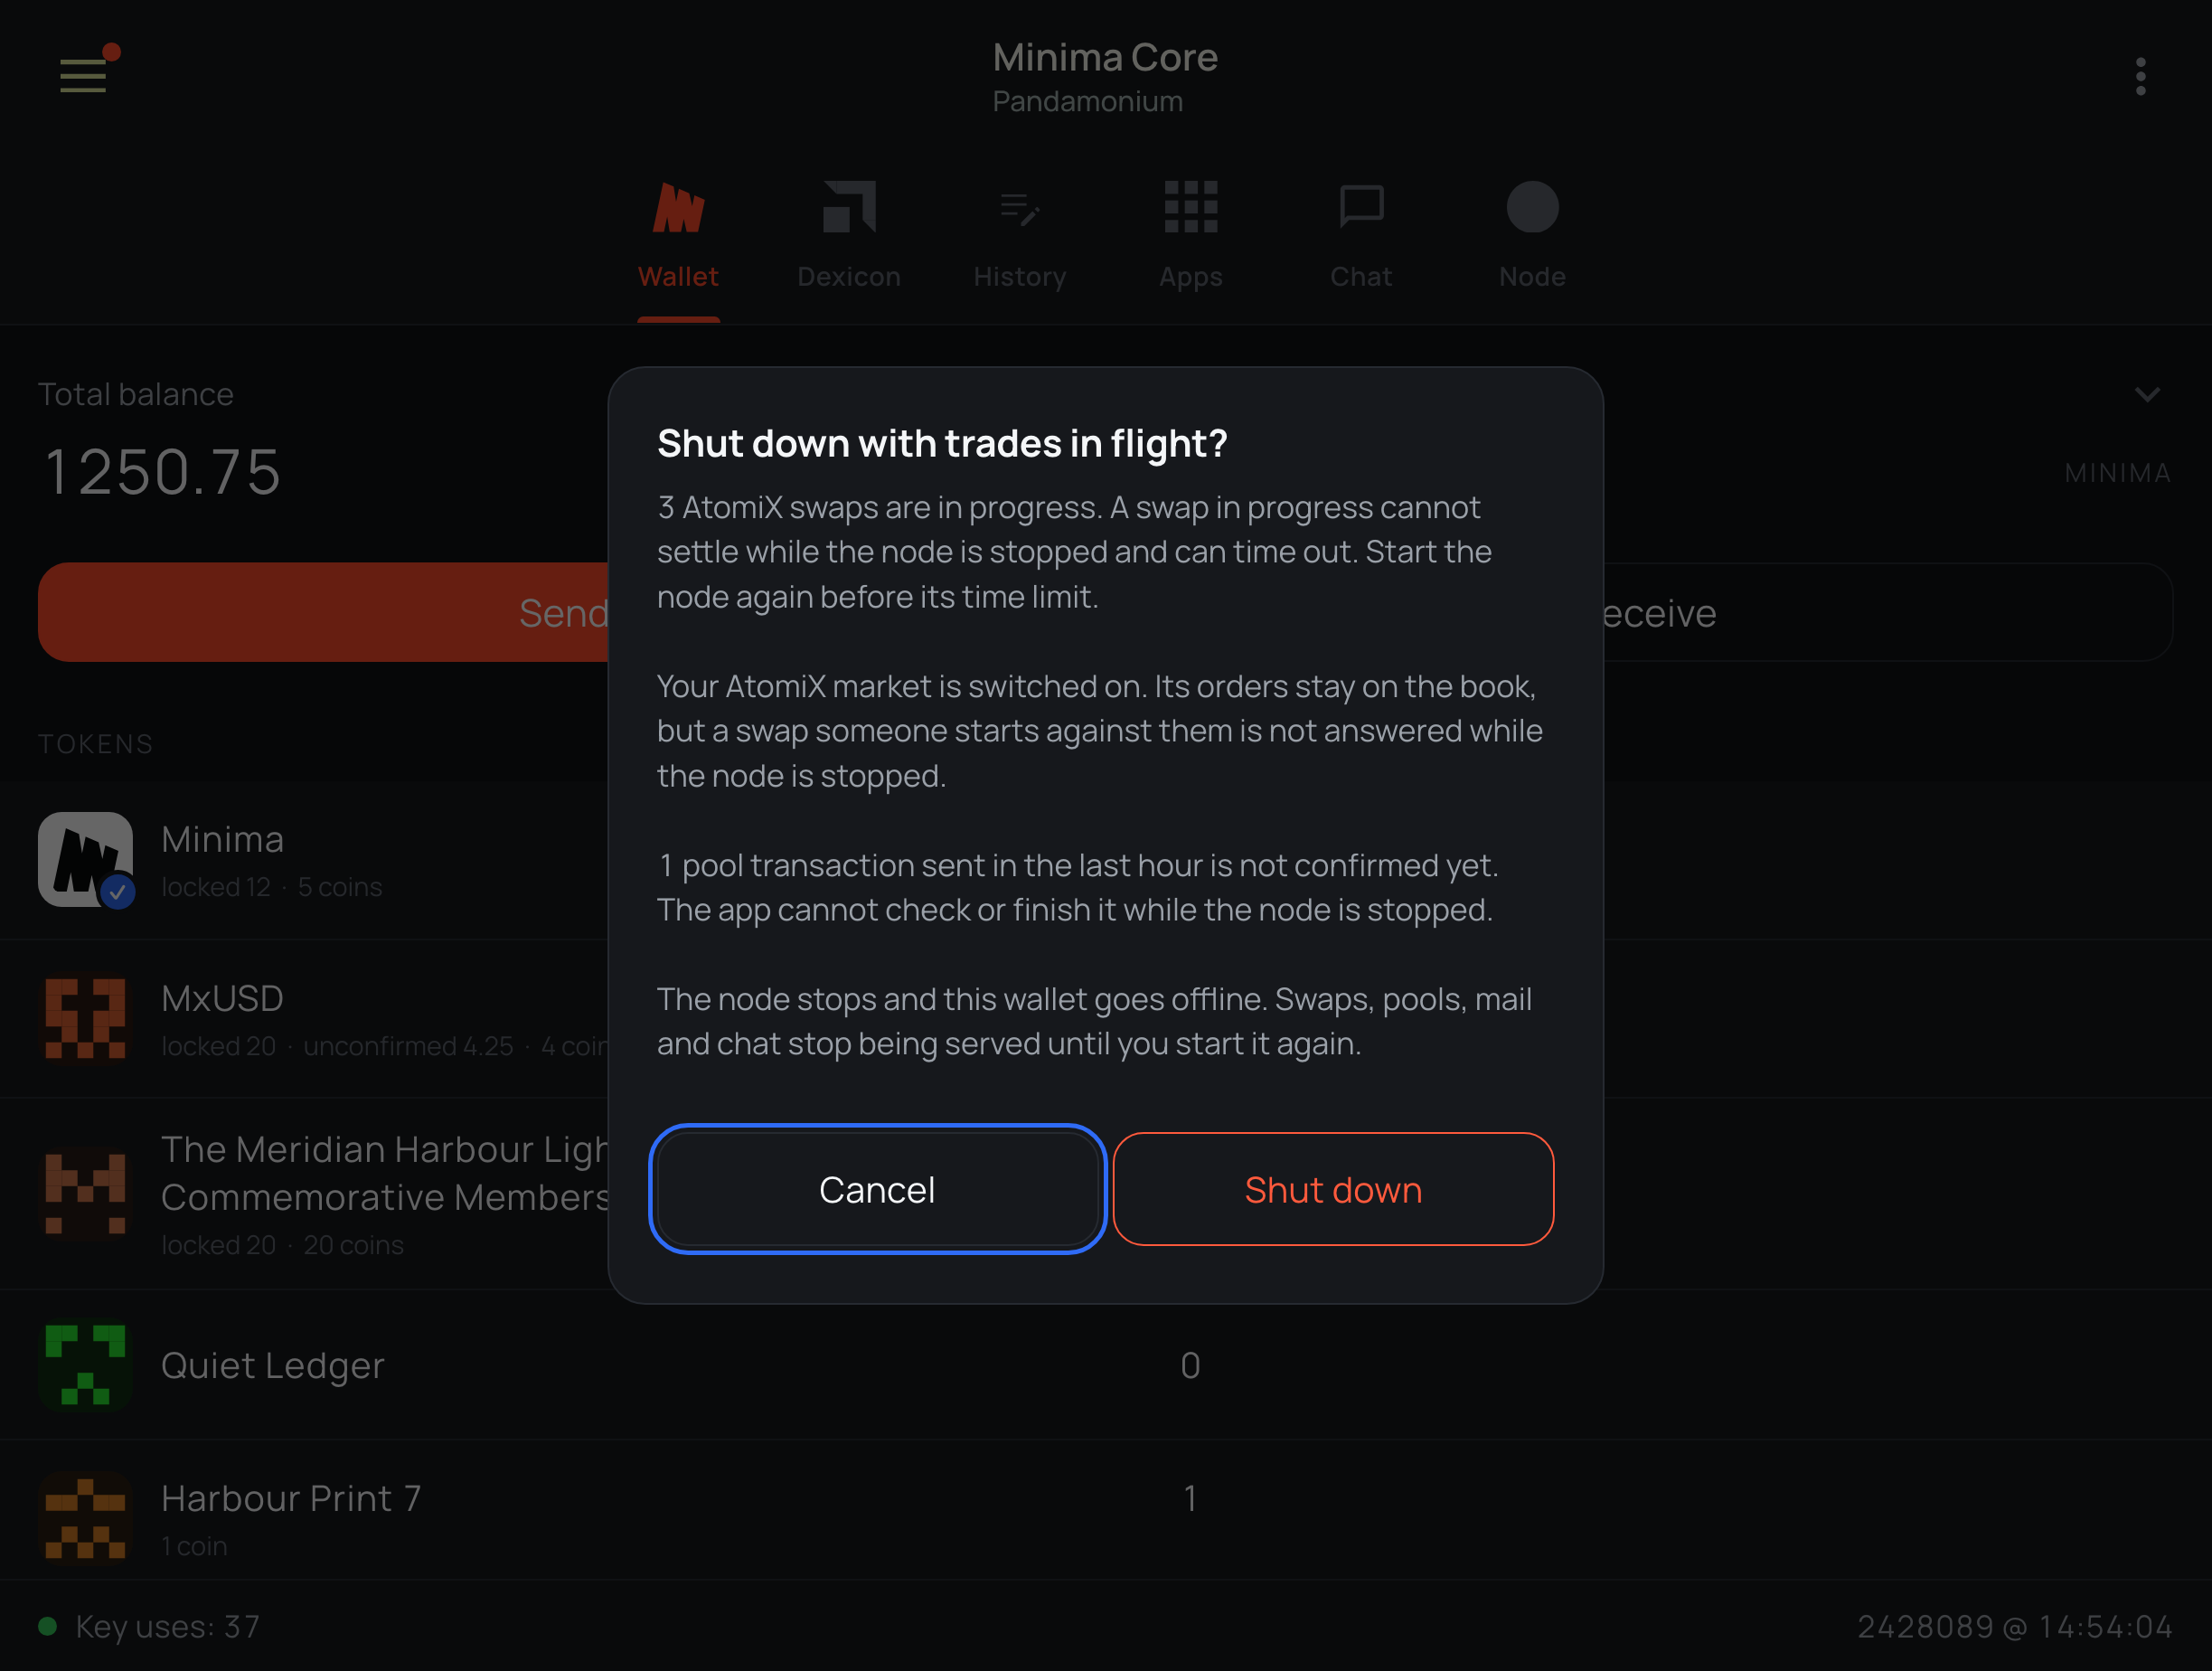 Minima Core
Pandamonium
Wallet
Dexicon
History
Apps
Chat
Node
Total balance
1250.75
MINIMA
Send
eceive
TOKENS
Minima
locked 12 · 5 coins
MxUSD
locked 20 · unconfirmed 4.25 · 4 coin
The Meridian Harbour Ligh
Commemorative Members
locked 20 · 20 coins
Quiet Ledger
0
Harbour Print 7
1
1 coin
Shut down with trades in flight?
3 AtomiX swaps are in progress. A swap in progress cannot
settle while the node is stopped and can time out. Start the
node again before its time limit.
Your AtomiX market is switched on. Its orders stay on the book,
but a swap someone starts against them is not answered while
the node is stopped.
1 pool transaction sent in the last hour is not confirmed yet.
The app cannot check or finish it while the node is stopped.
The node stops and this wallet goes offline. Swaps, pools, mail
and chat stop being served until you start it again.
Cancel
Shut down
Key uses: 37
2428089 @ 14:54:04